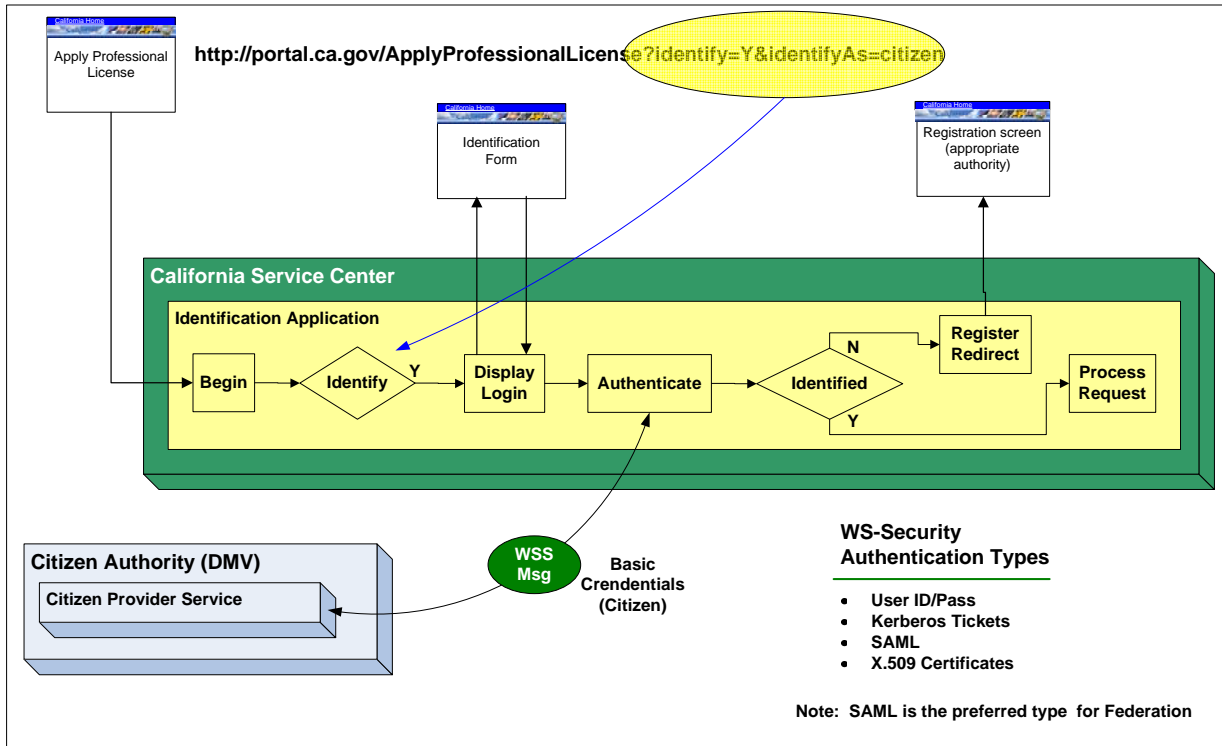 California Home
Apply Professional
License
http://portal.ca.gov/ApplyProfessionalLicense?identify=Y&identifyAs=citizen
California Home
Identification
Form
California Home
Registration screen
(appropriate
authority)
California Service Center
Identification Application
Begin
Identify
Y
Display
Login
Authenticate
Identified
N
Y
Register
Redirect
Process
Request
Citizen Authority (DMV)
Citizen Provider Service
WSS
Msg
Basic
Crendentials
(Citizen)
WS-Security
Authentication Types
• User ID/Pass
• Kerberos Tickets
• SAML
• X.509 Certificates
Note: SAML is the preferred type for Federation